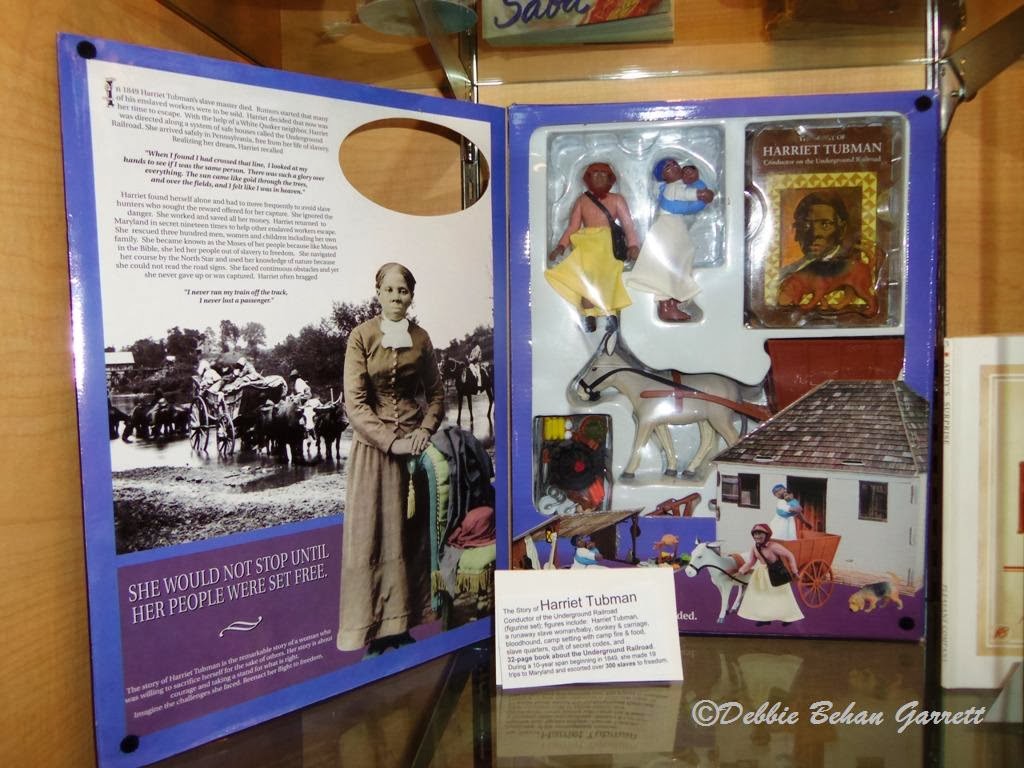 Saba
In 1849 Harriet Tubman's slave master died. Rumors started that many
of his enslaved workers were to be sold. Harriet decided that now was
her time to escape. With the help of a White Quaker neighbor, Harriet
was directed along a system of safe houses called the Underground
Railroad. She arrived safely in Pennsylvania, free from her life of slavery.
Realizing her dream, Harriet recalled
"When I found I had crossed that line, I looked at my
hands to see if I was the same person. There was such a glory over
everything. The sun came like gold through the trees,
and over the fields, and I felt like I was in heaven."
Harriet found herself alone and had to move frequently to avoid slave
hunters who sought the reward offered for her capture. She ignored the
danger. She worked and saved all her money. Harriet returned to
Maryland in secret nineteen times to help other enslaved workers escape.
She rescued three hundred men, women and children including her own
family. She became known as the Moses of her people because like Moses
in the Bible, she led her people out of slavery to freedom. She navigated
her course by the North Star and used her knowledge of nature because
she could not read the road signs. She faced continuous obstacles and yet
she never gave up or was captured. Harriet often bragged
"I never ran my train off the track,
I never lost a passenger."
SHE WOULD NOT STOP UNTIL
HER PEOPLE WERE SET FREE.
The story of Harriet Tubman is the remarkable story of a woman who
was willing to sacrifice herself for the sake of others. Her story is about
courage and taking a stand for what is right.
Imagine the challenges she faced. Reenact her flight to freedom.
HARRIET TUBMAN
Conductor on the Underground Railroad
ded.
The Story of Harriet Tubman
Conductor of the Underground Railroad
(figurine set); figures include: Harriet Tubman,
a runaway slave woman/baby, donkey & carriage,
bloodhound, camp setting with camp fire & food,
slave quarters, quilt of secret codes, and
32-page book about the Underground Railroad.
During a 10-year span beginning in 1849, she made 19
trips to Maryland and escorted over 300 slaves to freedom.
ADDY'S SURPRISE
©Debbie Behan Garrett